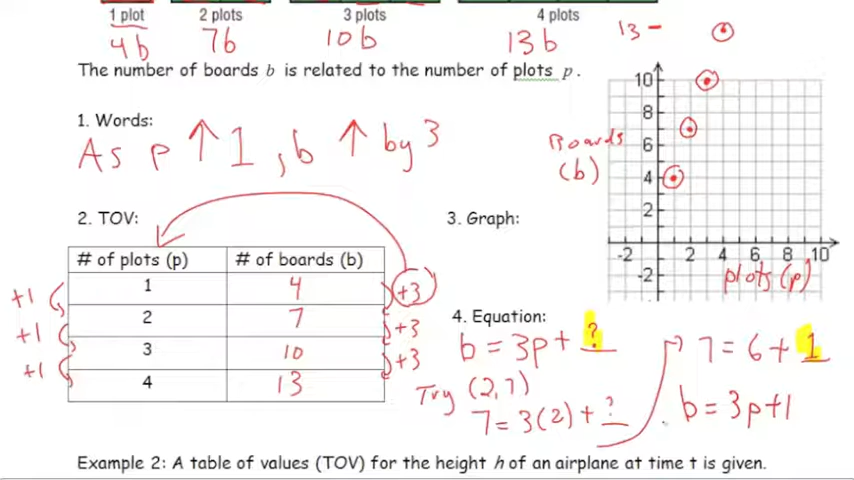 1 plot 2 plots 3 plots 4 plots
4b 7b 10b 13b
The number of boards b is related to the number of plots p.
1. Words:
As p ↑ 1, b ↑ by 3
2. TOV:
# of plots (p) # of boards (b)
1 4
2 7
3 10
4 13
+1 +3
+1 +3
+1 +3
3. Graph:
13 -
10
8
6
4
2
-2 2 4 6 8 10
-2
Boards
(b)
plots (p)
4. Equation:
b = 3p + ?
Try (2,7)
7 = 3(2) + ?
7 = 6 + 1
b = 3p+1
Example 2: A table of values (TOV) for the height h of an airplane at time t is given.